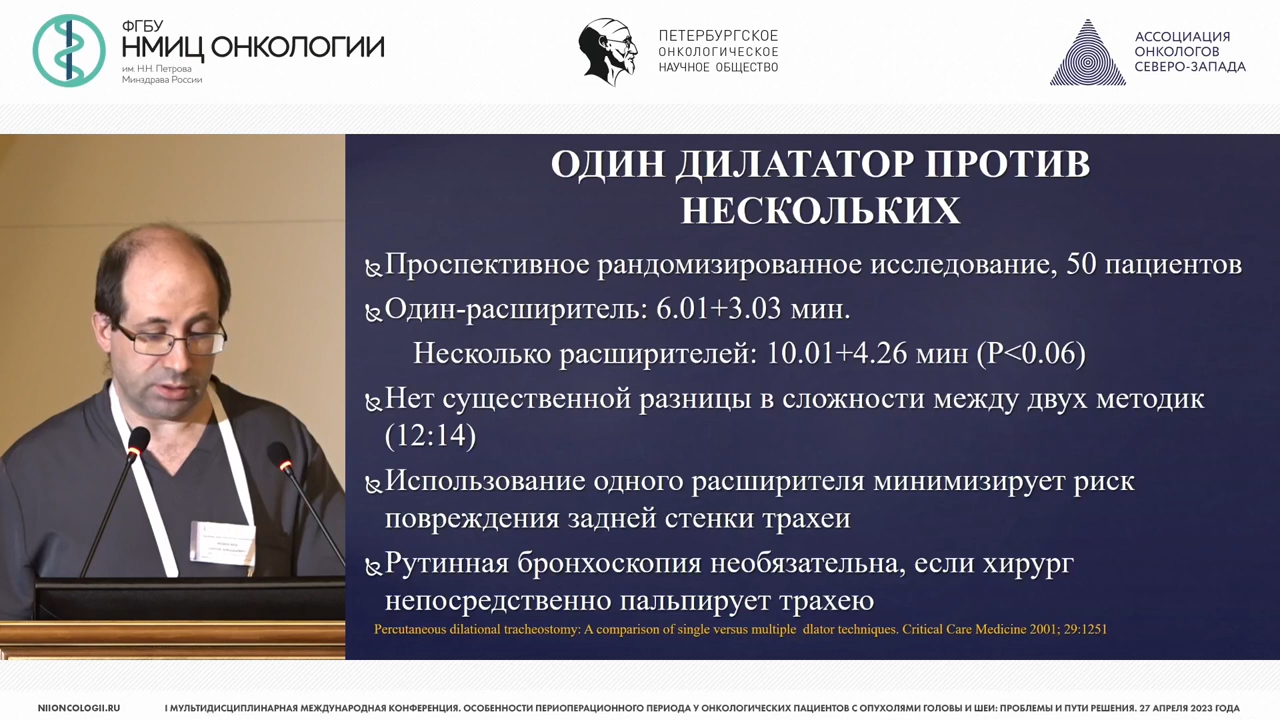 ФГБУ
НМИЦ ОНКОЛОГИИ
им. Н.Н. Петрова
Минздрава России
ПЕТЕРБУРГСКОЕ
ОНКОЛОГИЧЕСКОЕ
НАУЧНОЕ ОБЩЕСТВО
АССОЦИАЦИЯ
ОНКОЛОГОВ
СЕВЕРО-ЗАПАДА
ОДИН ДИЛАТАТОР ПРОТИВ
НЕСКОЛЬКИХ
Проспективное рандомизированное исследование, 50 пациентов
Один-расширитель: 6.01+3.03 мин.
Несколько расширителей: 10.01+4.26 мин (P<0.06)
Нет существенной разницы в сложности между двух методик
(12:14)
Использование одного расширителя минимизирует риск
повреждения задней стенки трахеи
Рутинная бронхоскопия необязательна, если хирург
непосредственно пальпирует трахею
Percutaneous dilational tracheostomy: A comparison of single versus multiple dlator techniques. Critical Care Medicine 2001; 29:1251
NIIONCOLOGII.RU
I МУЛЬТИДИСЦИПЛИНАРНАЯ МЕЖДУНАРОДНАЯ КОНФЕРЕНЦИЯ. ОСОБЕННОСТИ ПЕРИОПЕРАЦИОННОГО ПЕРИОДА У ОНКОЛОГИЧЕСКИХ ПАЦИЕНТОВ С ОПУХОЛЯМИ ГОЛОВЫ И ШЕИ: ПРОБЛЕМЫ И ПУТИ РЕШЕНИЯ. 27 АПРЕЛЯ 2023 ГОДА